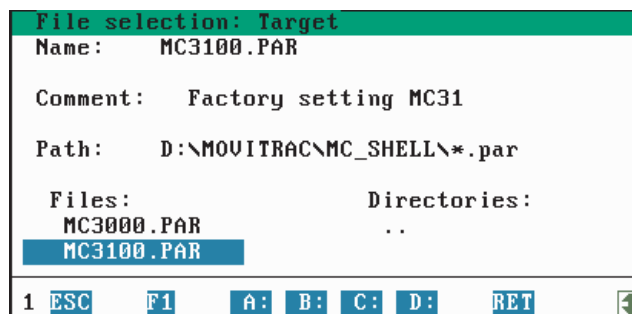 File selection: Target
Name: MC3100.PAR
Comment: Factory setting MC31
Path: D:\MOVITRAC\MC_SHELL\*.par
Files: Directories:
MC3000.PAR ..
MC3100.PAR
1 ESC F1 A: B: C: D: RET